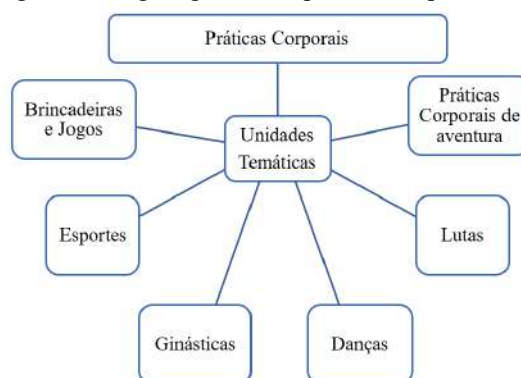 Práticas Corporais
Brincadeiras
e Jogos
Unidades
Temáticas
Práticas
Corporais de
aventura
Esportes
Lutas
Ginásticas
Danças